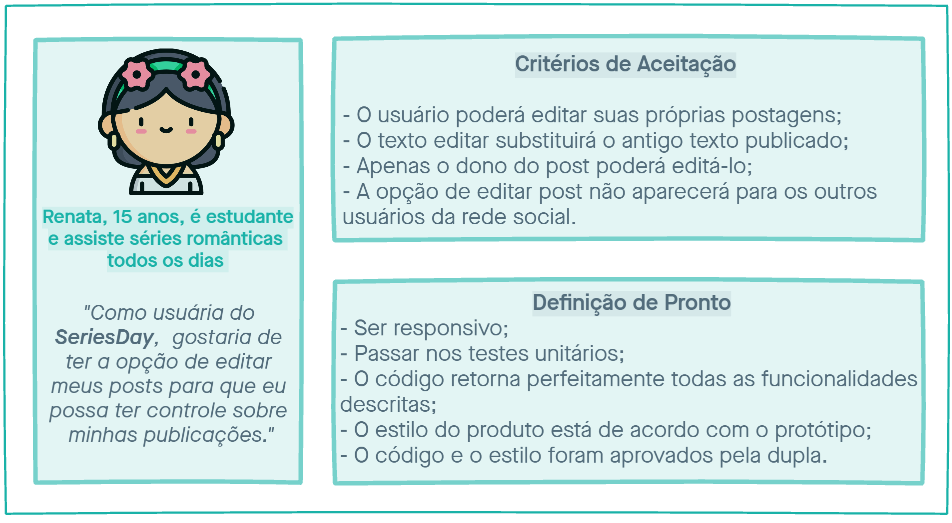 Renata, 15 anos, é estudante
e assiste séries românticas
todos os dias
"Como usuária do
SeriesDay, gostaria de
ter a opção de editar
meus posts para que eu
possa ter controle sobre
minhas publicações."
Critérios de Aceitação
- O usuário poderá editar suas próprias postagens;
- O texto editar substituirá o antigo texto publicado;
- Apenas o dono do post poderá editá-lo;
- A opção de editar post não aparecerá para os outros
usuários da rede social.
Definição de Pronto
- Ser responsivo;
- Passar nos testes unitários;
- O código retorna perfeitamente todas as funcionalidades
descritas;
- O estilo do produto está de acordo com o protótipo;
- O código e o estilo foram aprovados pela dupla.